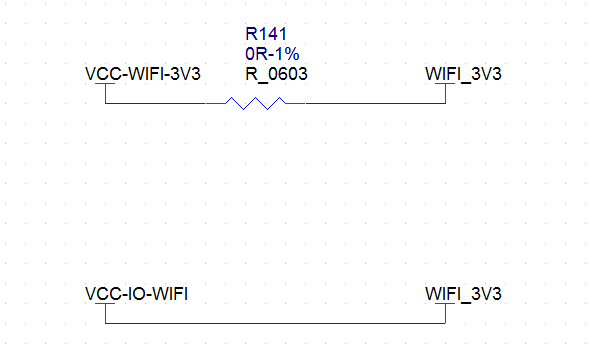 R141
0R-1%
VCC-WIFI-3V3 R_0603 WIFI_3V3
VCC-IO-WIFI WIFI_3V3